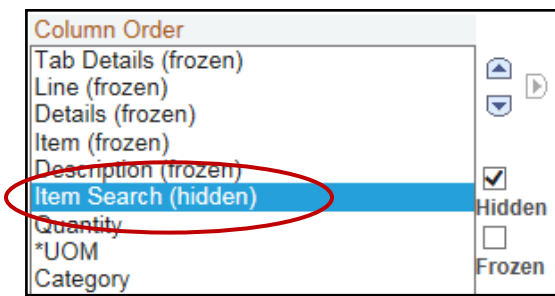 Column Order
Tab Details (frozen)
Line (frozen)
Details (frozen)
Item (frozen)
Description (frozen)
Item Search (hidden)
Quantity
*UOM
Category
Hidden
Frozen